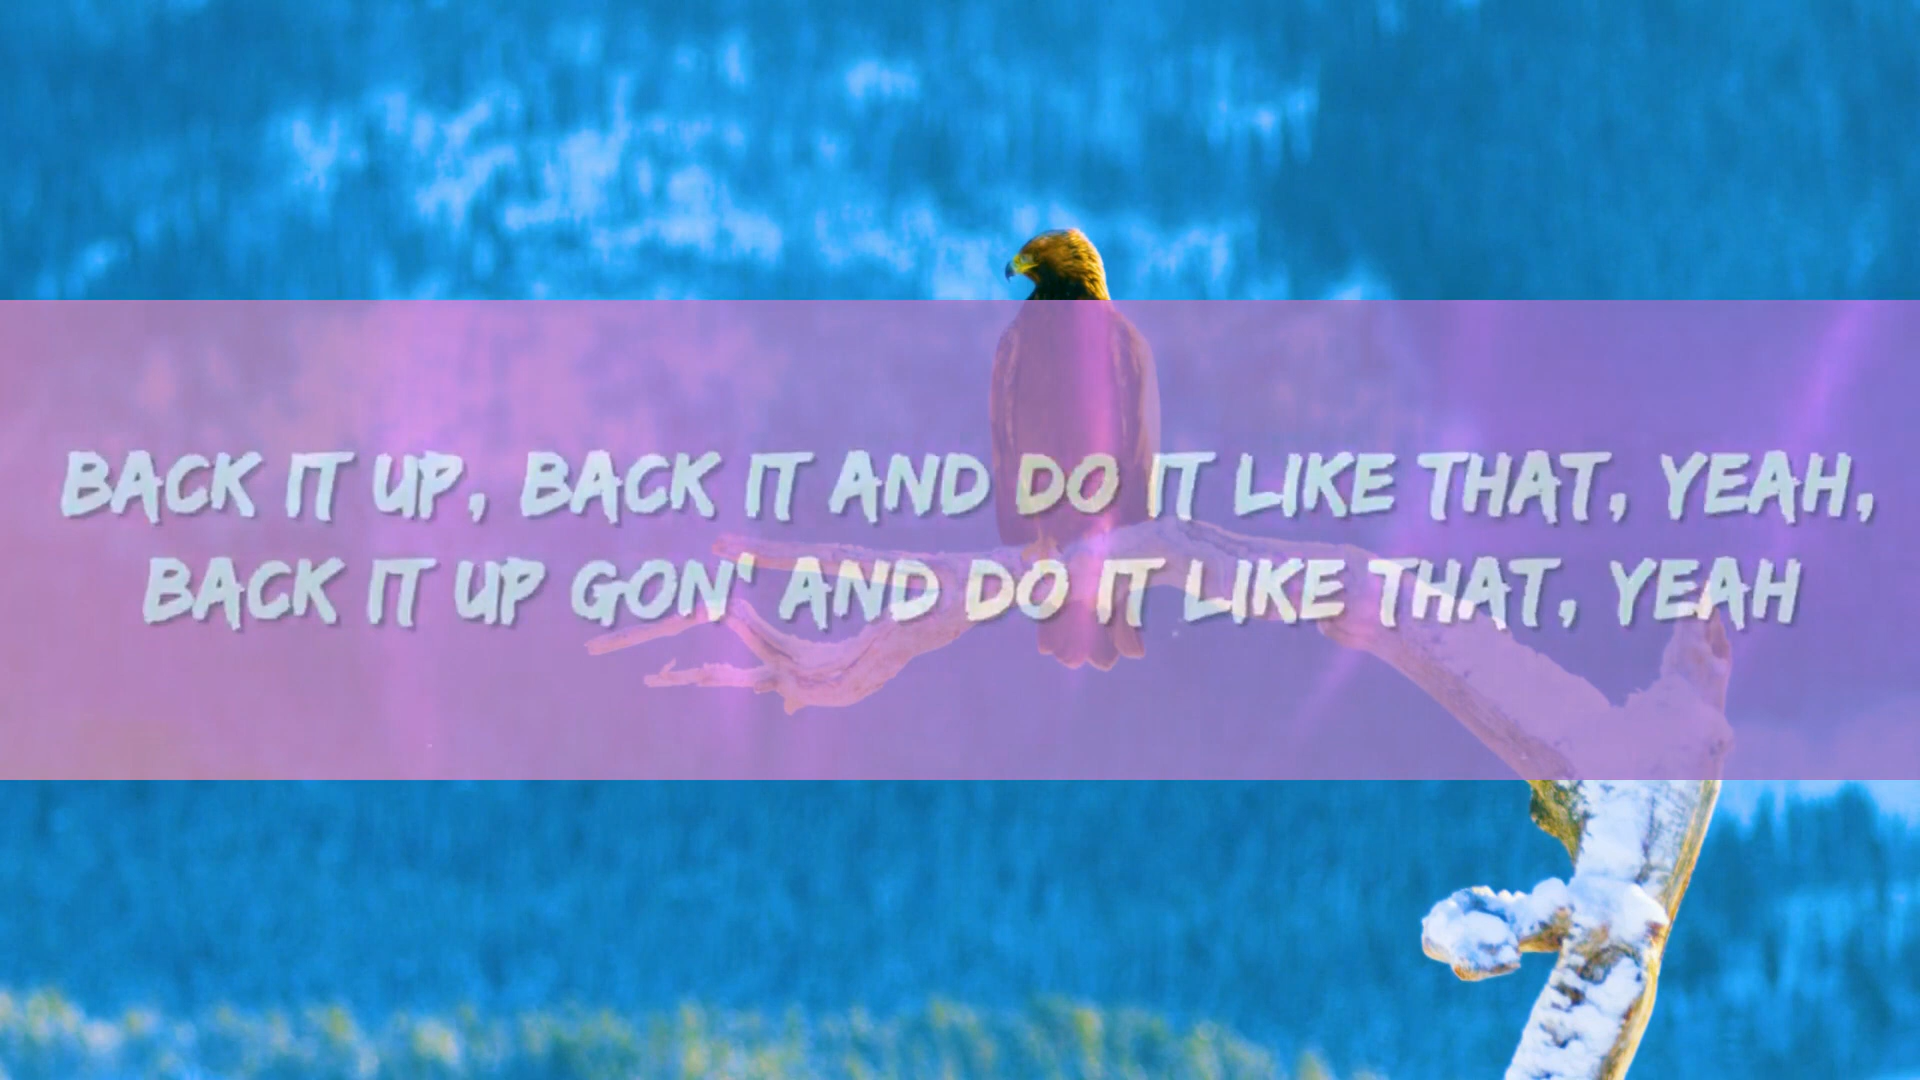 BACK IT UP, BACK IT AND DO IT LIKE THAT, YEAH,
BACK IT UP GON' AND DO IT LIKE THAT, YEAH